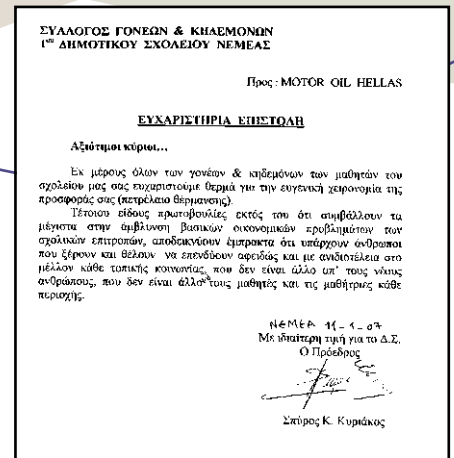 ΣΥΛΛΟΓΟΣ ΓΟΝΕΩΝ & ΚΗΔΕΜΟΝΩΝ
1ου ΔΗΜΟΤΙΚΟΥ ΣΧΟΛΕΙΟΥ ΝΕΜΕΑΣ
Προς : MOTOR OIL HELLAS
ΕΥΧΑΡΙΣΤΗΡΙΑ ΕΠΙΣΤΟΛΗ
Αξιότιμοι κύριοι...
Εκ μέρους όλων των γονέων & κηδεμόνων των μαθητών του
σχολείου μας σας ευχαριστούμε θερμά για την ευγενική χειρονομία της
προσφοράς σας (πετρέλαιο θέρμανσης).
Τέτοιου είδους πρωτοβουλίες εκτός του ότι συμβάλλουν τα
μέγιστα στην άμβλυνση βασικών οικονομικών προβλημάτων των
σχολικών επιτροπών, αποδεικνύουν έμπρακτα ότι υπάρχουν άνθρωποι
που ξέρουν και θέλουν να επενδύουν αφειδώς και με ανιδιοτέλεια στο
μέλλον κάθε τοπικής κοινωνίας, που δεν είναι άλλο απ' τους νέους
ανθρώπους, που δεν είναι άλλο τους μαθητές και τις μαθήτριες κάθε
περιοχής.
ΝΕΜΕΑ 11-1-07
Με ιδιαίτερη τιμή για το Δ.Σ.
Ο Πρόεδρος
Σπύρος Κ. Κυριάκος